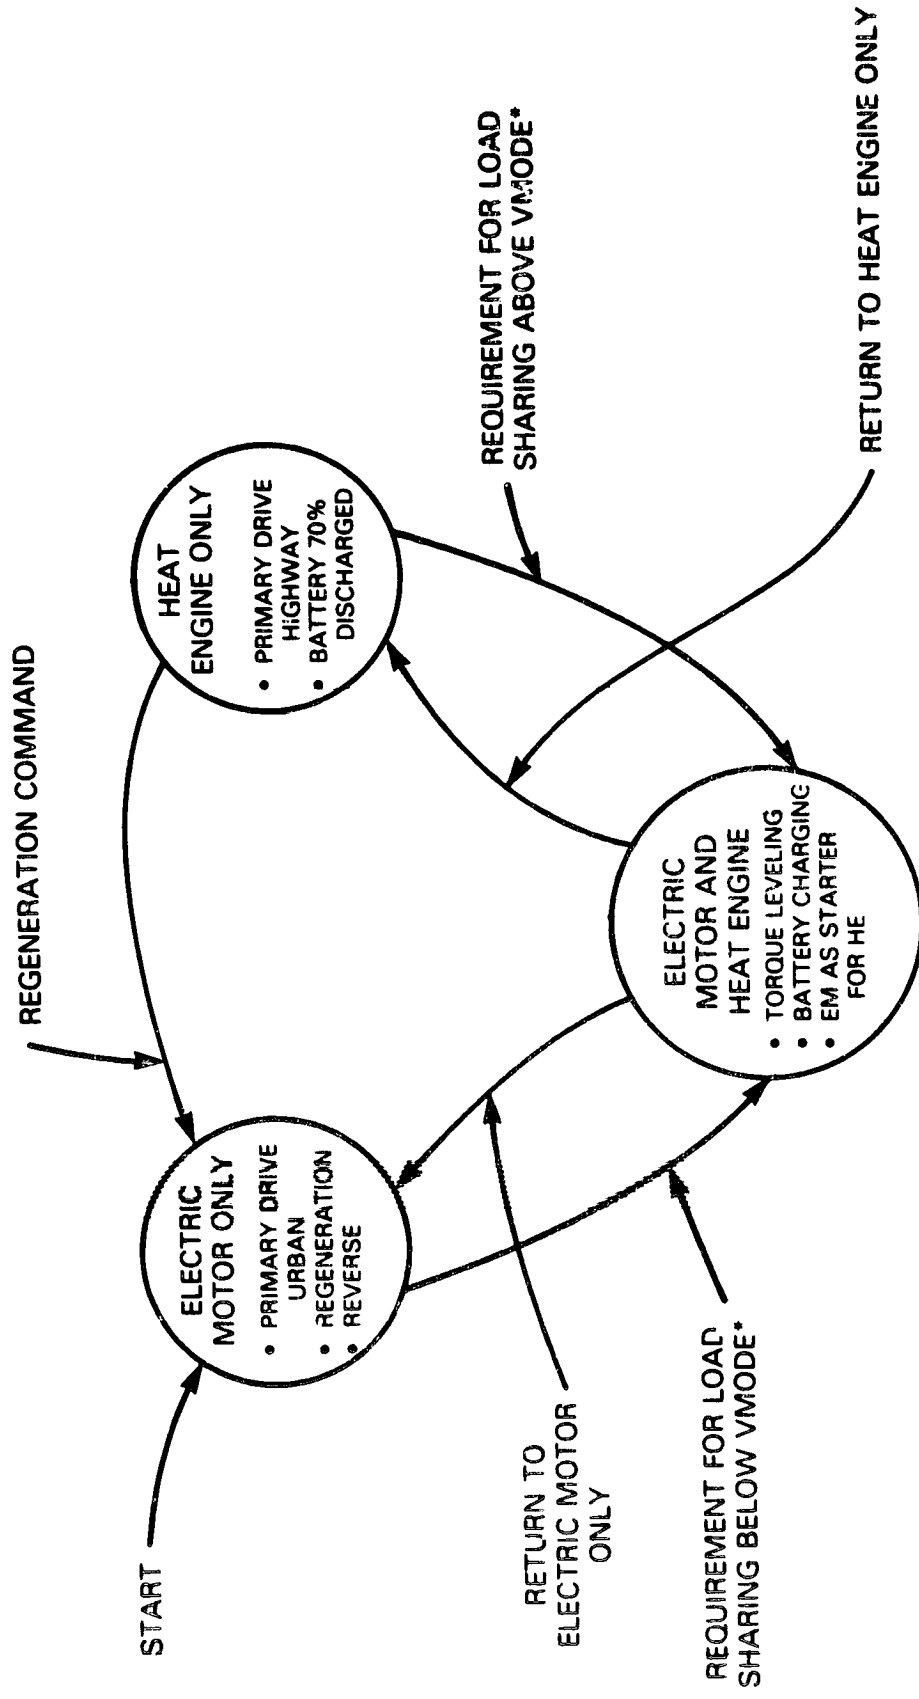 REGENERATION COMMAND
START
ELECTRIC
MOTOR ONLY
• PRIMARY DRIVE
URBAN
• REGENERATION
• REVERSE
HEAT
ENGINE ONLY
• PRIMARY DRIVE
HIGHWAY
• BATTERY 70%
DISCHARGED
RETURN TO
ELECTRIC MOTOR
ONLY
REQUIREMENT FOR LOAD
SHARING ABOVE VMODE*
REQUIREMENT FOR LOAD
SHARING BELOW VMODE*
ELECTRIC
MOTOR AND
HEAT ENGINE
• TORQUE LEVELING
• BATTERY CHARGING
• EM AS STARTER
FOR HE
RETURN TO HEAT ENGINE ONLY